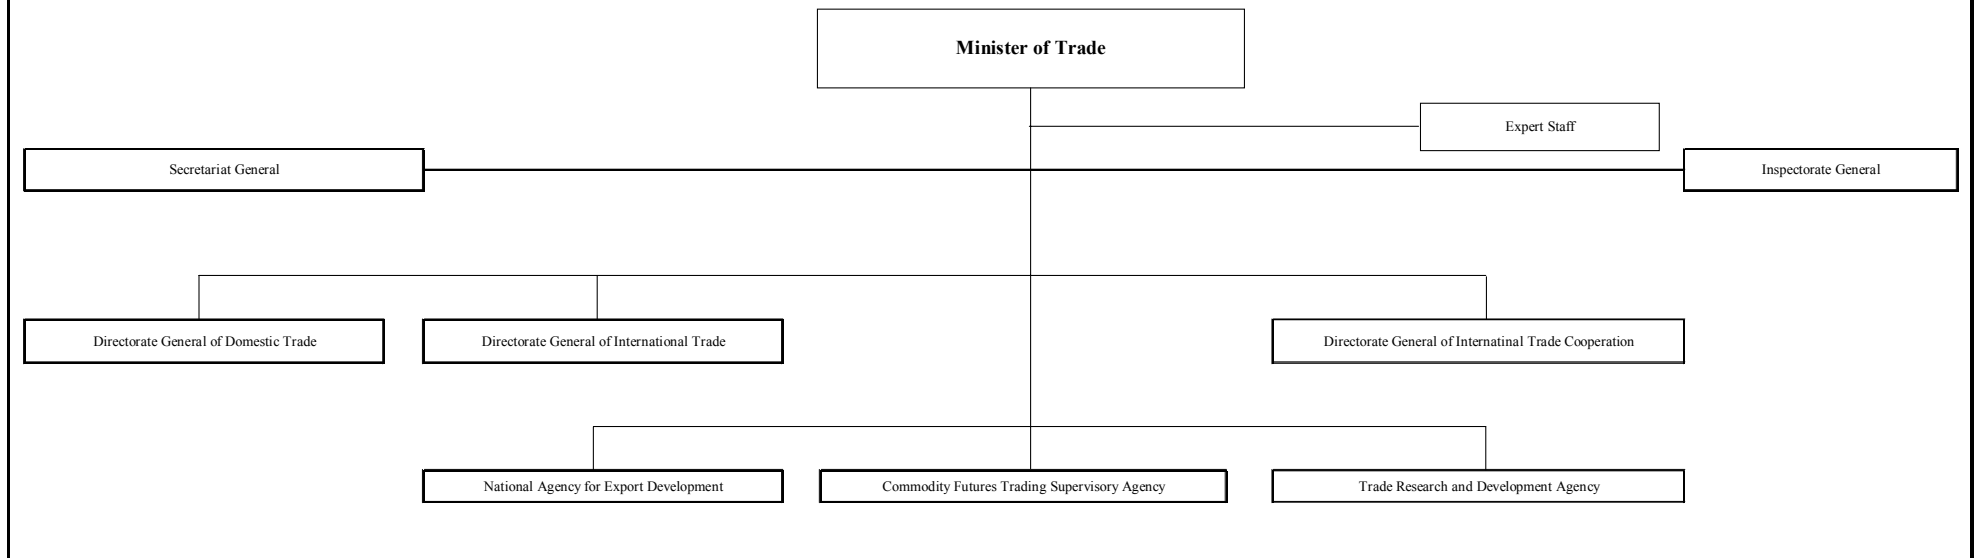 Minister of Trade
Expert Staff
Secretariat General
Inspectorate General
Directorate General of Domestic Trade
Directorate General of International Trade
Directorate General of Internatinal Trade Cooperation
National Agency for Export Development
Commodity Futures Trading Supervisory Agency
Trade Research and Development Agency